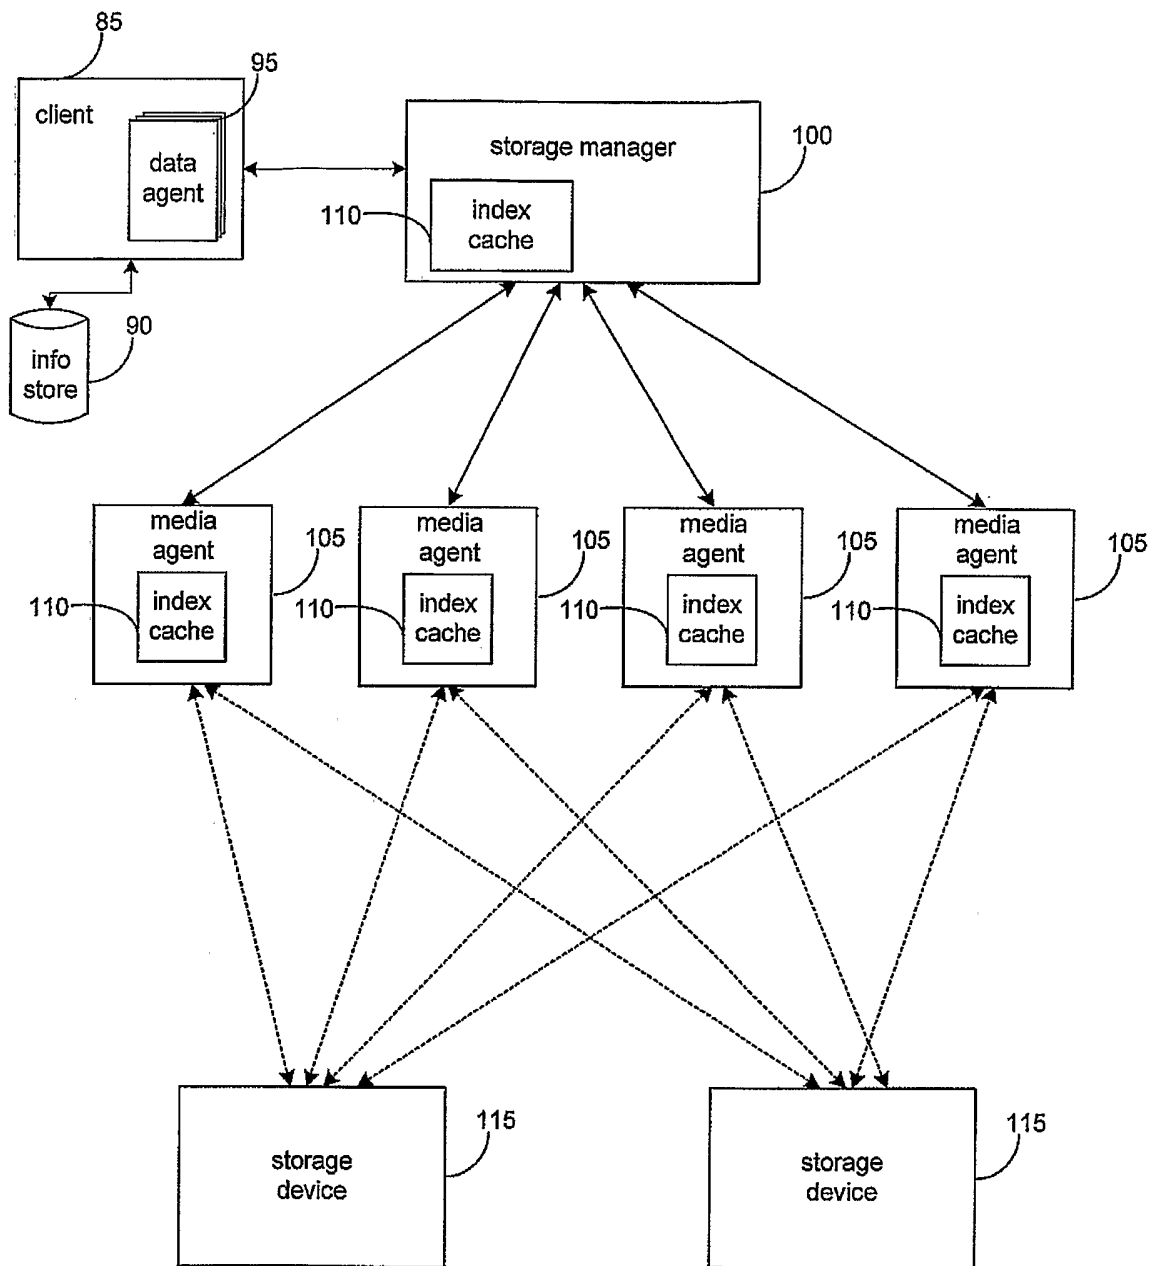 85
95
client
data
agent
storage manager
100
110
index
cache
90
info
store
media
agent
105
110
index
cache
media
agent
105
110
index
cache
media
agent
105
110
index
cache
media
agent
105
110
index
cache
storage
device
115
storage
device
115